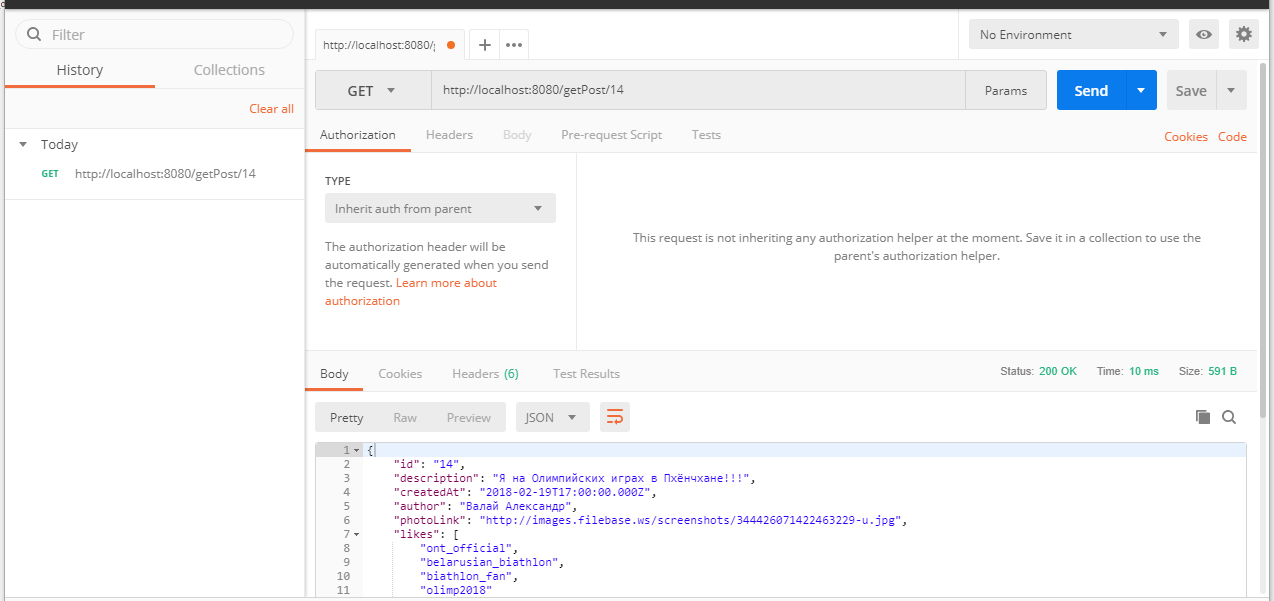 Filter
History Collections
Clear all
Today
GET http://localhost:8080/getPost/14
http://localhost:8080/g
No Environment
GET http://localhost:8080/getPost/14 Params Send Save
Authorization Headers Body Pre-request Script Tests Cookies Code
TYPE
Inherit auth from parent
The authorization header will be
automatically generated when you send
the request. Learn more about
authorization
This request is not inheriting any authorization helper at the moment. Save it in a collection to use the
parent's authorization helper.
Body Cookies Headers (6) Test Results Status: 200 OK Time: 10 ms Size: 591 B
Pretty Raw Preview JSON
1 {
2 "id": "14",
3 "description": "Я на Олимпийских играх в Пхёнчхане!!!",
4 "createdAt": "2018-02-19T17:00:00.000Z",
5 "author": "Валай Александр",
6 "photoLink": "http://images.filebase.ws/screenshots/344426071422463229-u.jpg",
7 "likes": [
8 "ont_official",
9 "belarusian_biathlon",
10 "biathlon_fan",
11 "olimp2018"